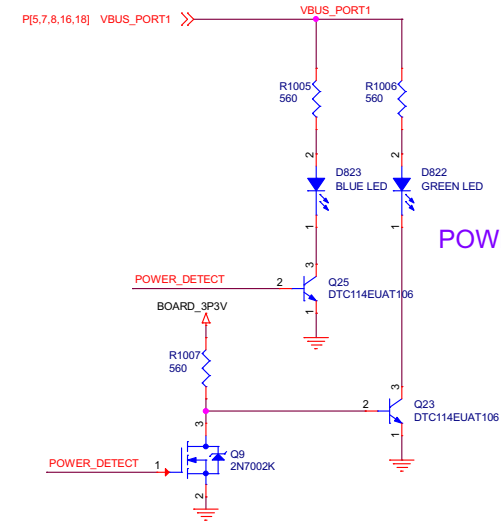 P[5,7,8,16,18] VBUS_PORT1
VBUS_PORT1
R1005
560
R1006
560
2
2
D823
BLUE LED
D822
GREEN LED
1
1
POW
POWER_DETECT
2
3
Q25
DTC114EUAT106
1
BOARD_3P3V
R1007
560
3
2
3
Q23
DTC114EUAT106
1
POWER_DETECT
1
Q9
2N7002K
2